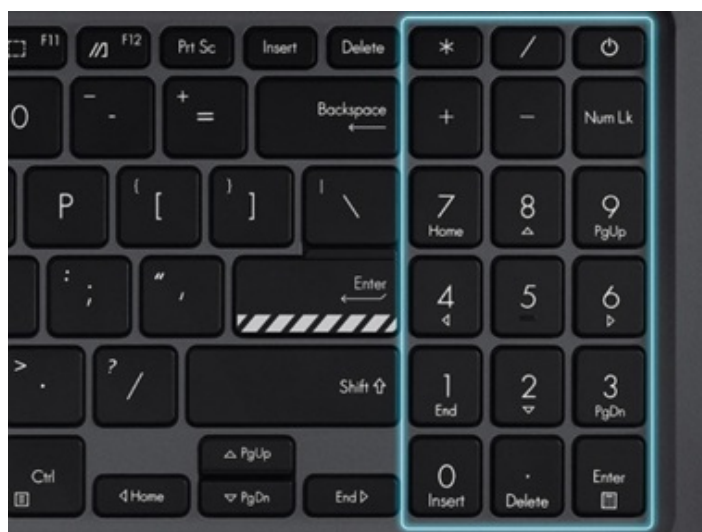 F11 F12 Prt Sc Insert Delete * /
0 _ - + = Backspace + - Num Lk
P { [ } ] | \ 7 8 9
Home PgUp
: ; " ' Enter 4 5 6
> . ? / Shift 1 2 3
End PgDn
Ctrl PgUp 0 . Enter
Home PgDn End Insert Delete